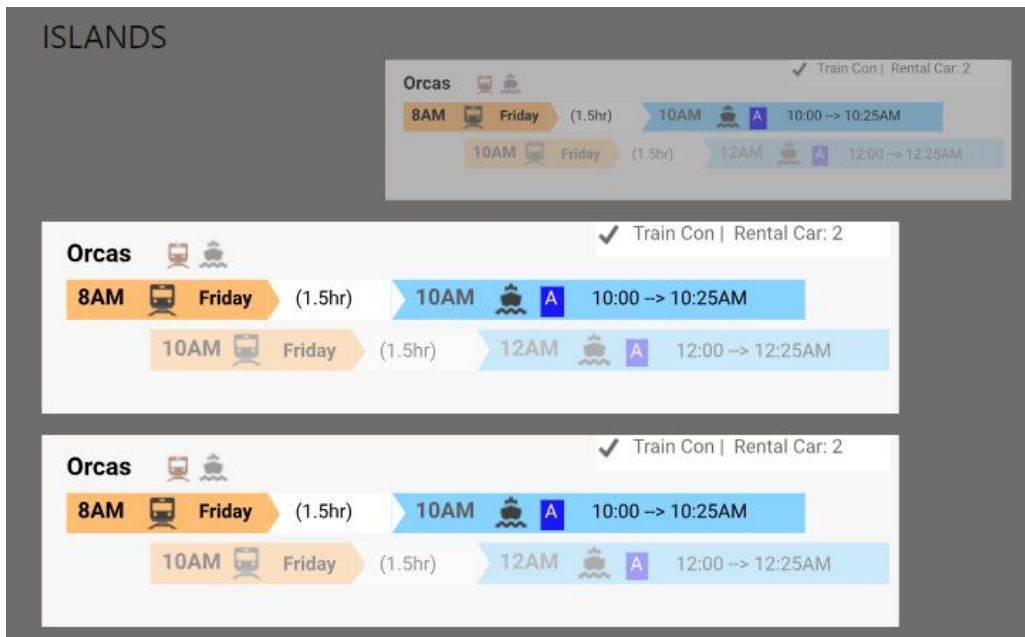 ISLANDS
Train Con | Rental Car: 2
Orcas
8AM Friday (1.5hr) 10AM A 10:00 --> 10:25AM
10AM Friday (1.5hr) 12AM A 12:00 --> 12:25AM
Train Con | Rental Car: 2
Orcas
8AM Friday (1.5hr) 10AM A 10:00 --> 10:25AM
10AM Friday (1.5hr) 12AM A 12:00 --> 12:25AM
Train Con | Rental Car: 2
Orcas
8AM Friday (1.5hr) 10AM A 10:00 --> 10:25AM
10AM Friday (1.5hr) 12AM A 12:00 --> 12:25AM